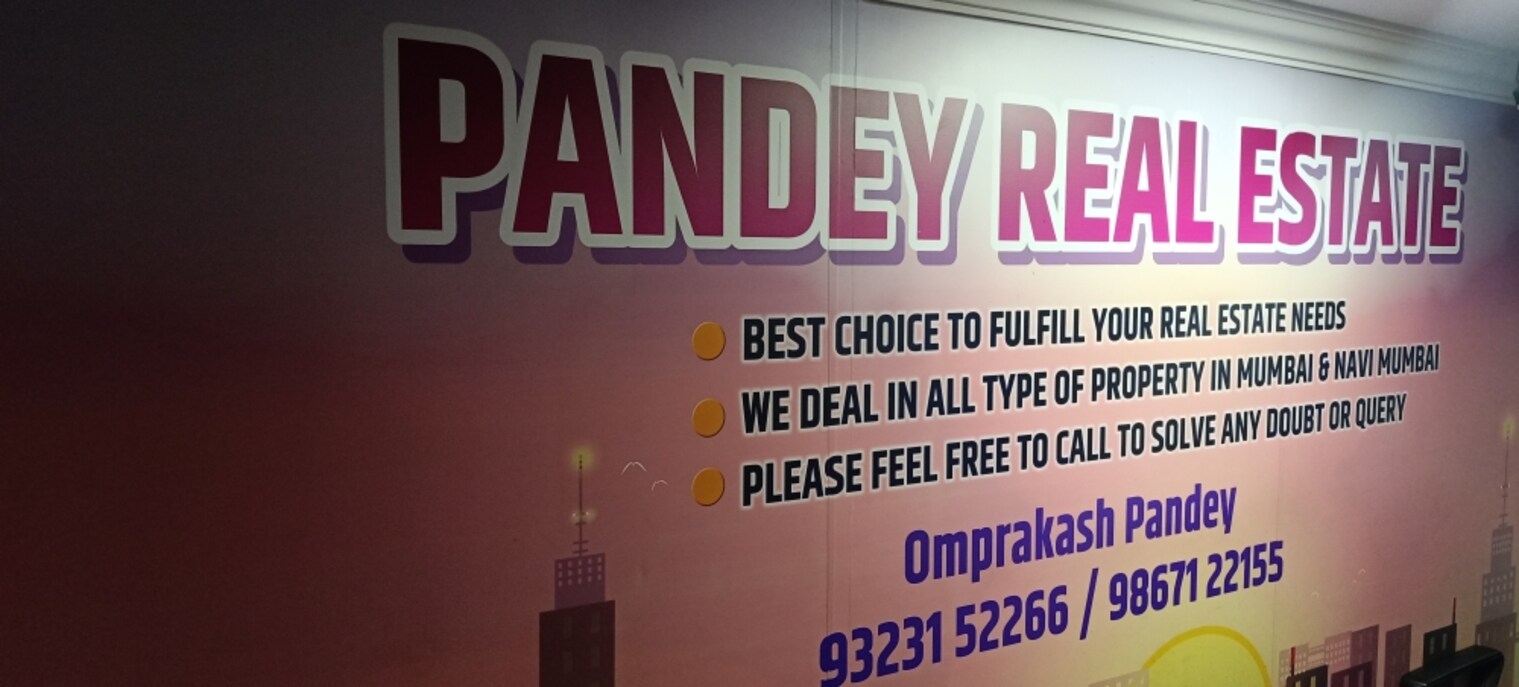 PANDEY REAL ESTATE
BEST CHOICE TO FULFILL YOUR REAL ESTATE NEEDS
WE DEAL IN ALL TYPE OF PROPERTY IN MUMBAI & NAVI MUMBAI
PLEASE FEEL FREE TO CALL TO SOLVE ANY DOUBT OR QUERY
Omprakash Pandey
93231 52266 / 98671 22155